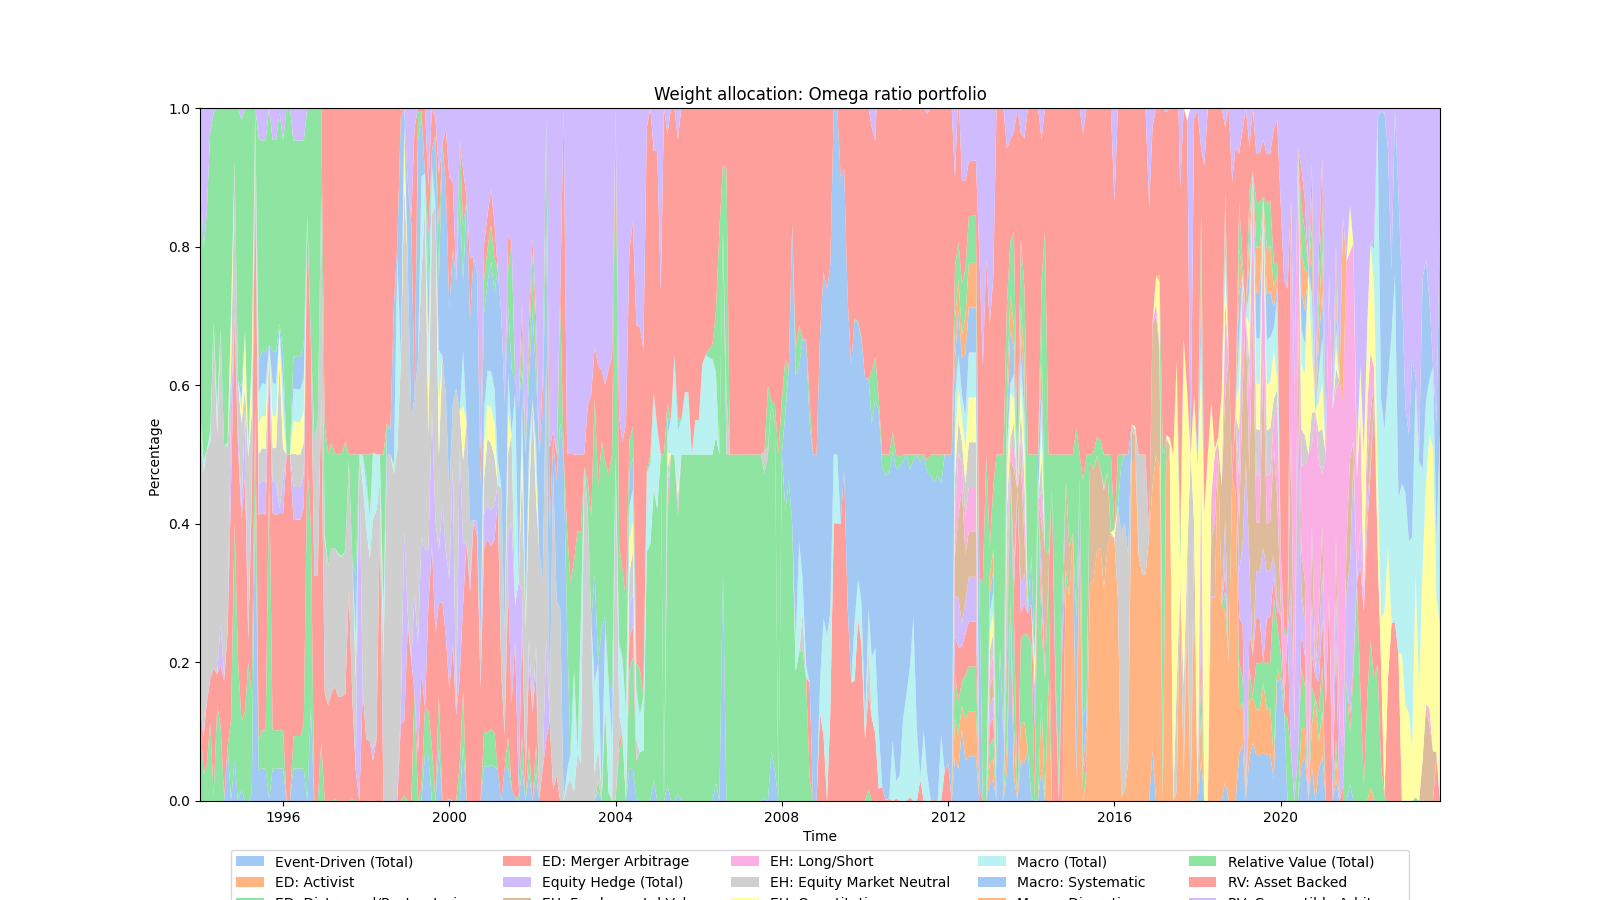 Weight allocation: Omega ratio portfolio
1.0
0.8
0.6
0.4
0.2
0.0
Percentage
1996 2000 2004 2008 2012 2016 2020
Time
Event-Driven (Total) ED: Merger Arbitrage EH: Long/Short Macro (Total) Relative Value (Total)
ED: Activist Equity Hedge (Total) EH: Equity Market Neutral Macro: Systematic RV: Asset Backed